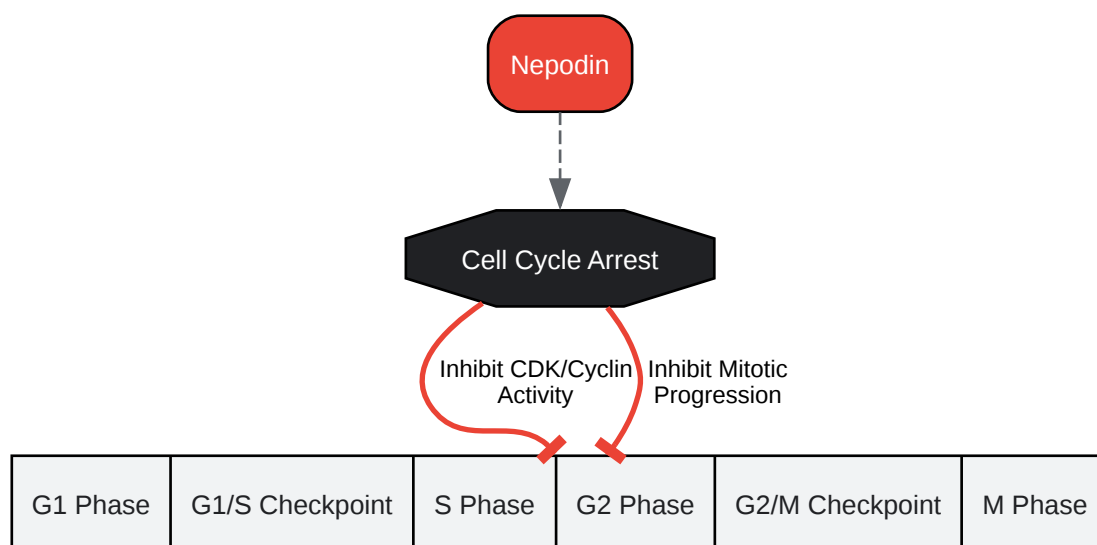 Nepodin
Cell Cycle Arrest
Inhibit CDK/Cyclin
Activity
Inhibit Mitotic
Progression
G1 Phase
G1/S Checkpoint
S Phase
G2 Phase
G2/M Checkpoint
M Phase